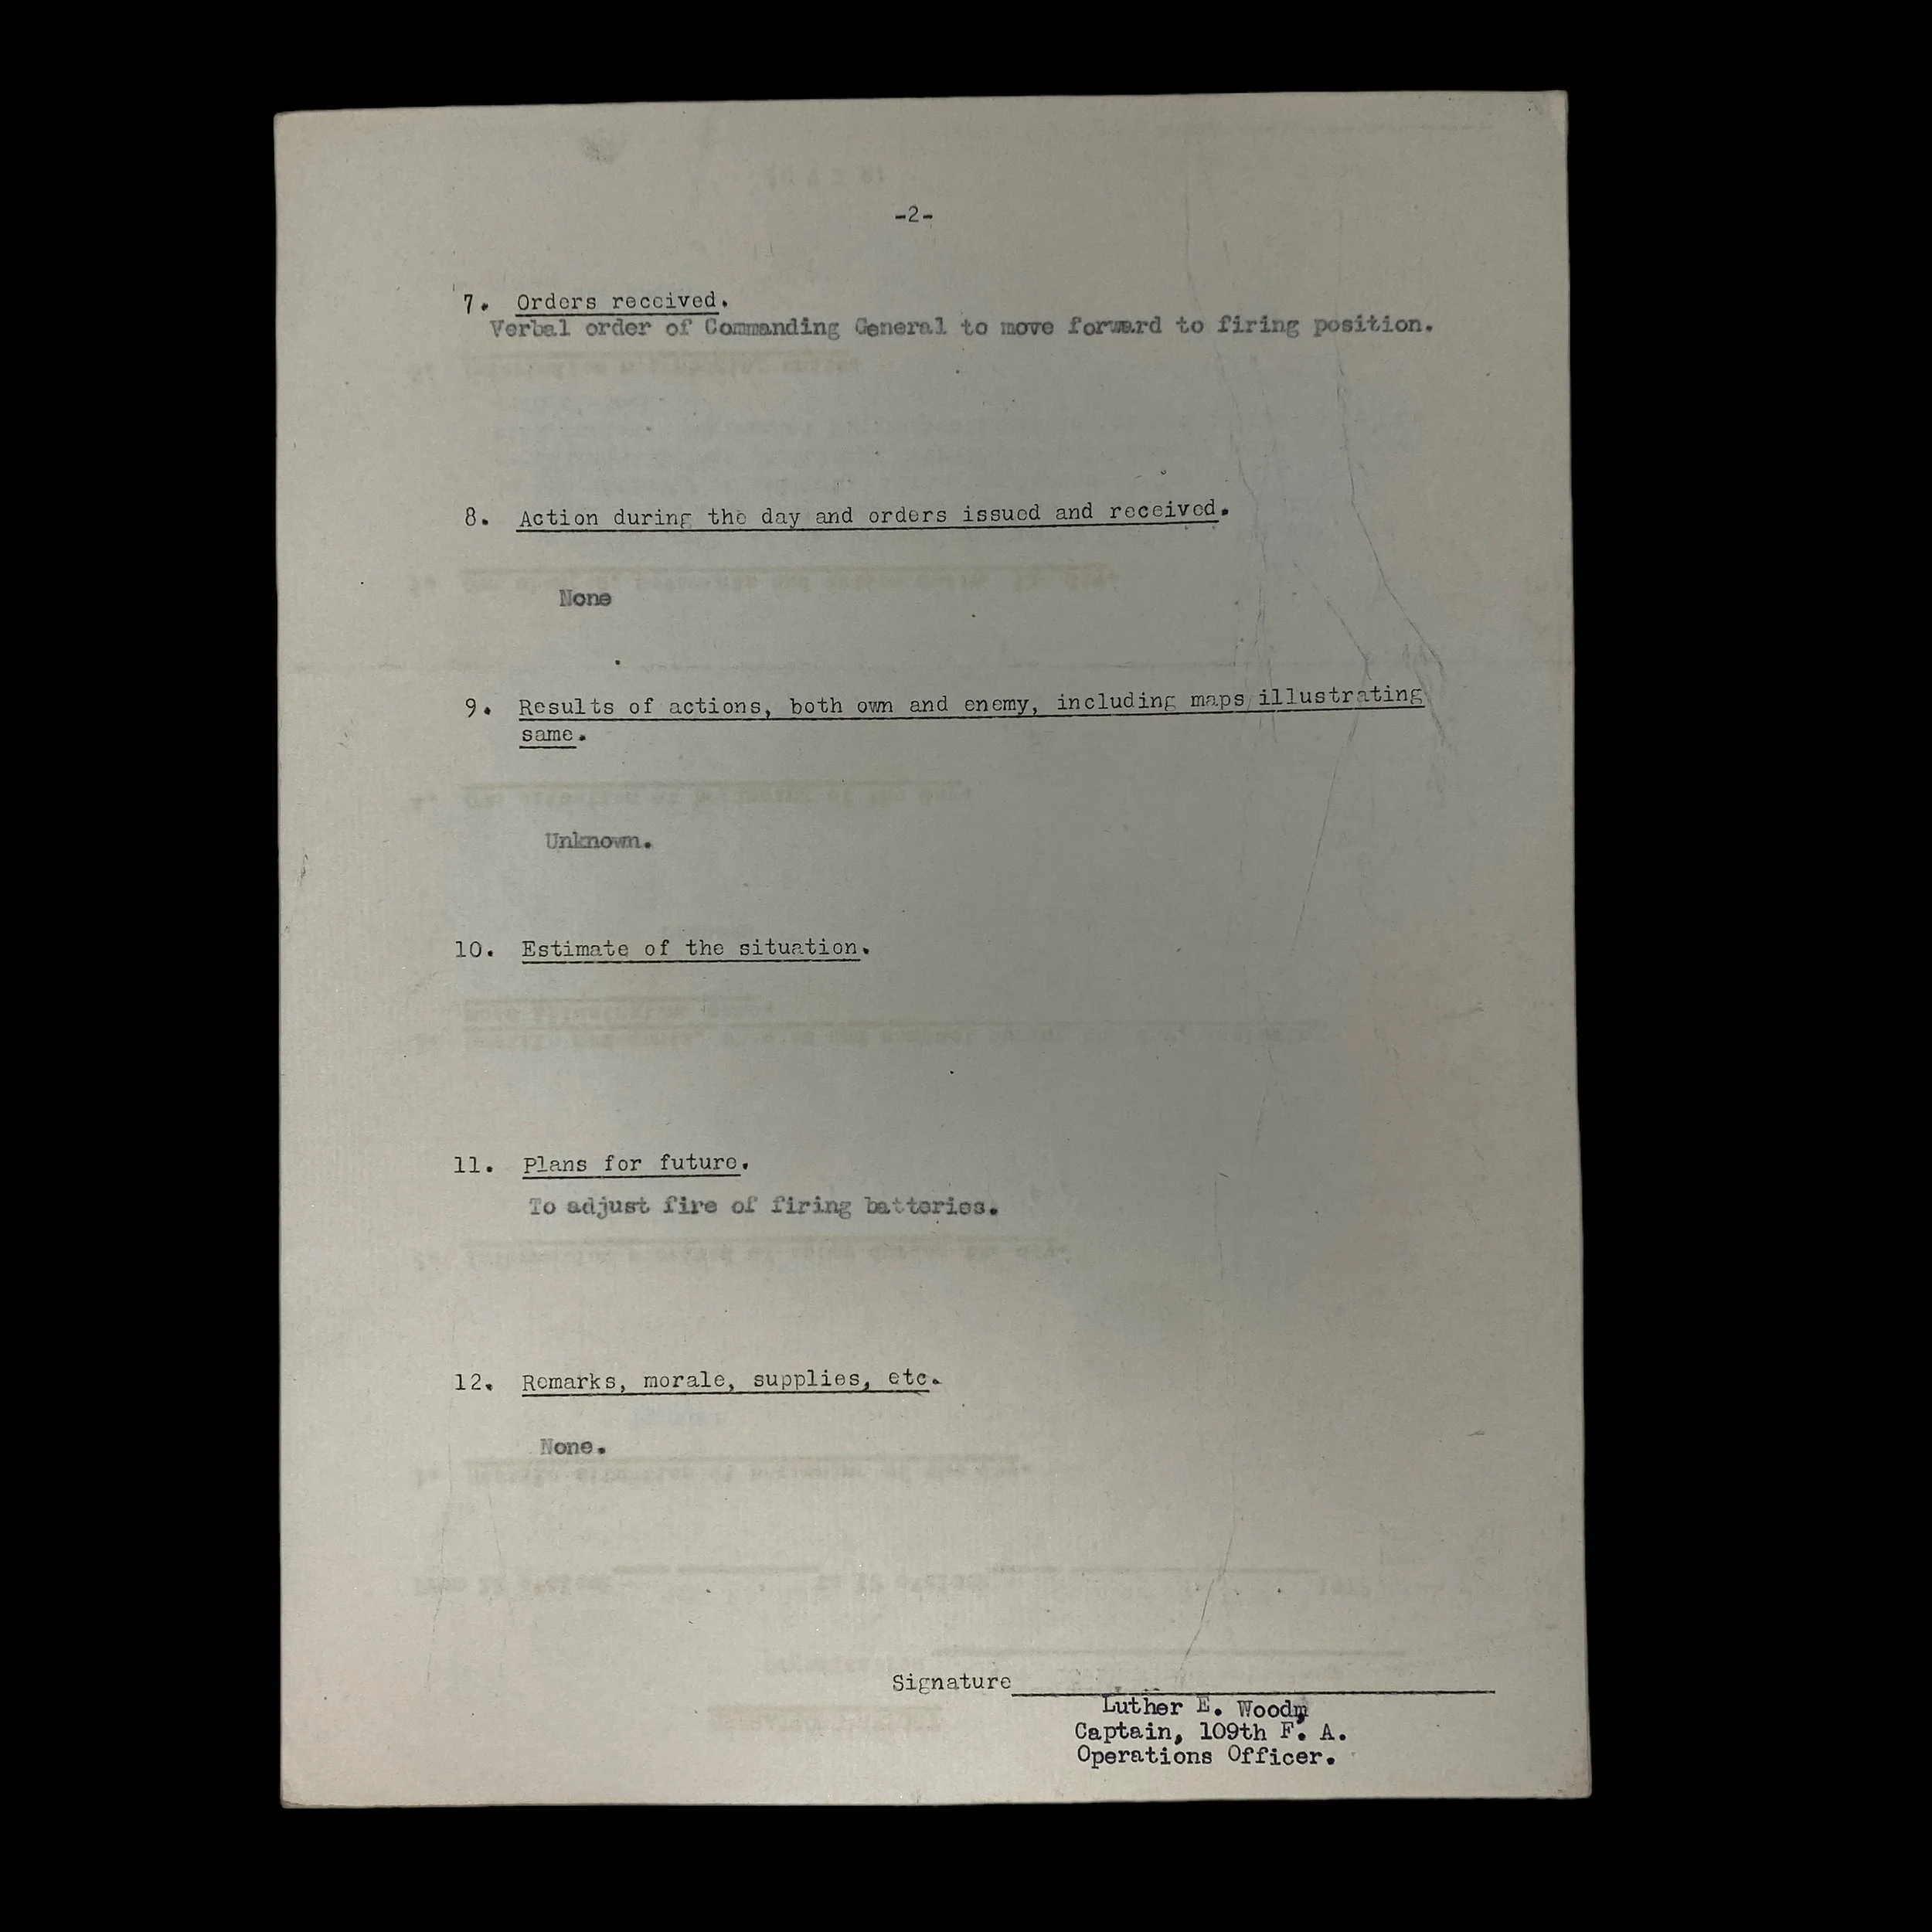 -2-
7. Orders received.
Verbal order of Commanding General to move forward to firing position.
8. Action during the day and orders issued and received.
None
9. Results of actions, both own and enemy, including maps illustrating
same.
Unknown.
10. Estimate of the situation.
11. Plans for future.
To adjust fire of firing batteries.
12. Remarks, morale, supplies, etc.
None.
Signature
Luther E. Wood,
Captain, 109th F. A.
Operations Officer.